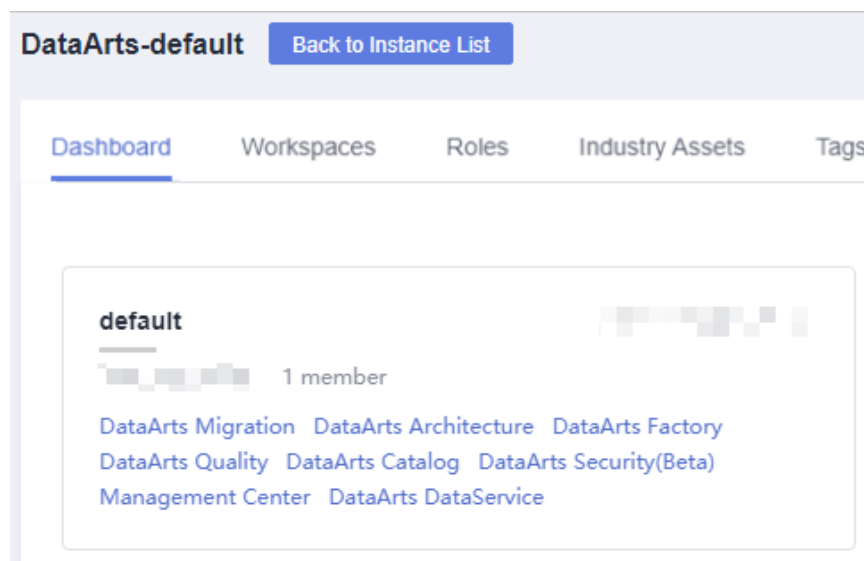 DataArts-default Back to Instance List
Dashboard Workspaces Roles Industry Assets Tags
default
1 member
DataArts Migration DataArts Architecture DataArts Factory
DataArts Quality DataArts Catalog DataArts Security(Beta)
Management Center DataArts DataService